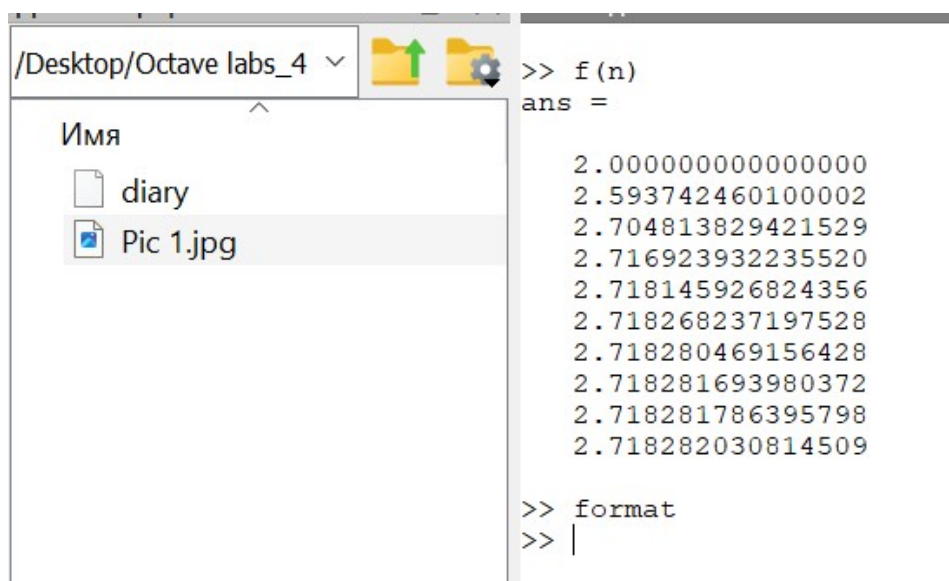 /Desktop/Octave labs_4
Имя
diary
Pic 1.jpg
>> f(n)
ans =
2.000000000000000
2.593742460100002
2.704813829421529
2.716923932235520
2.718145926824356
2.718268237197528
2.718280469156428
2.718281693980372
2.718281786395798
2.718282030814509
>> format
>>